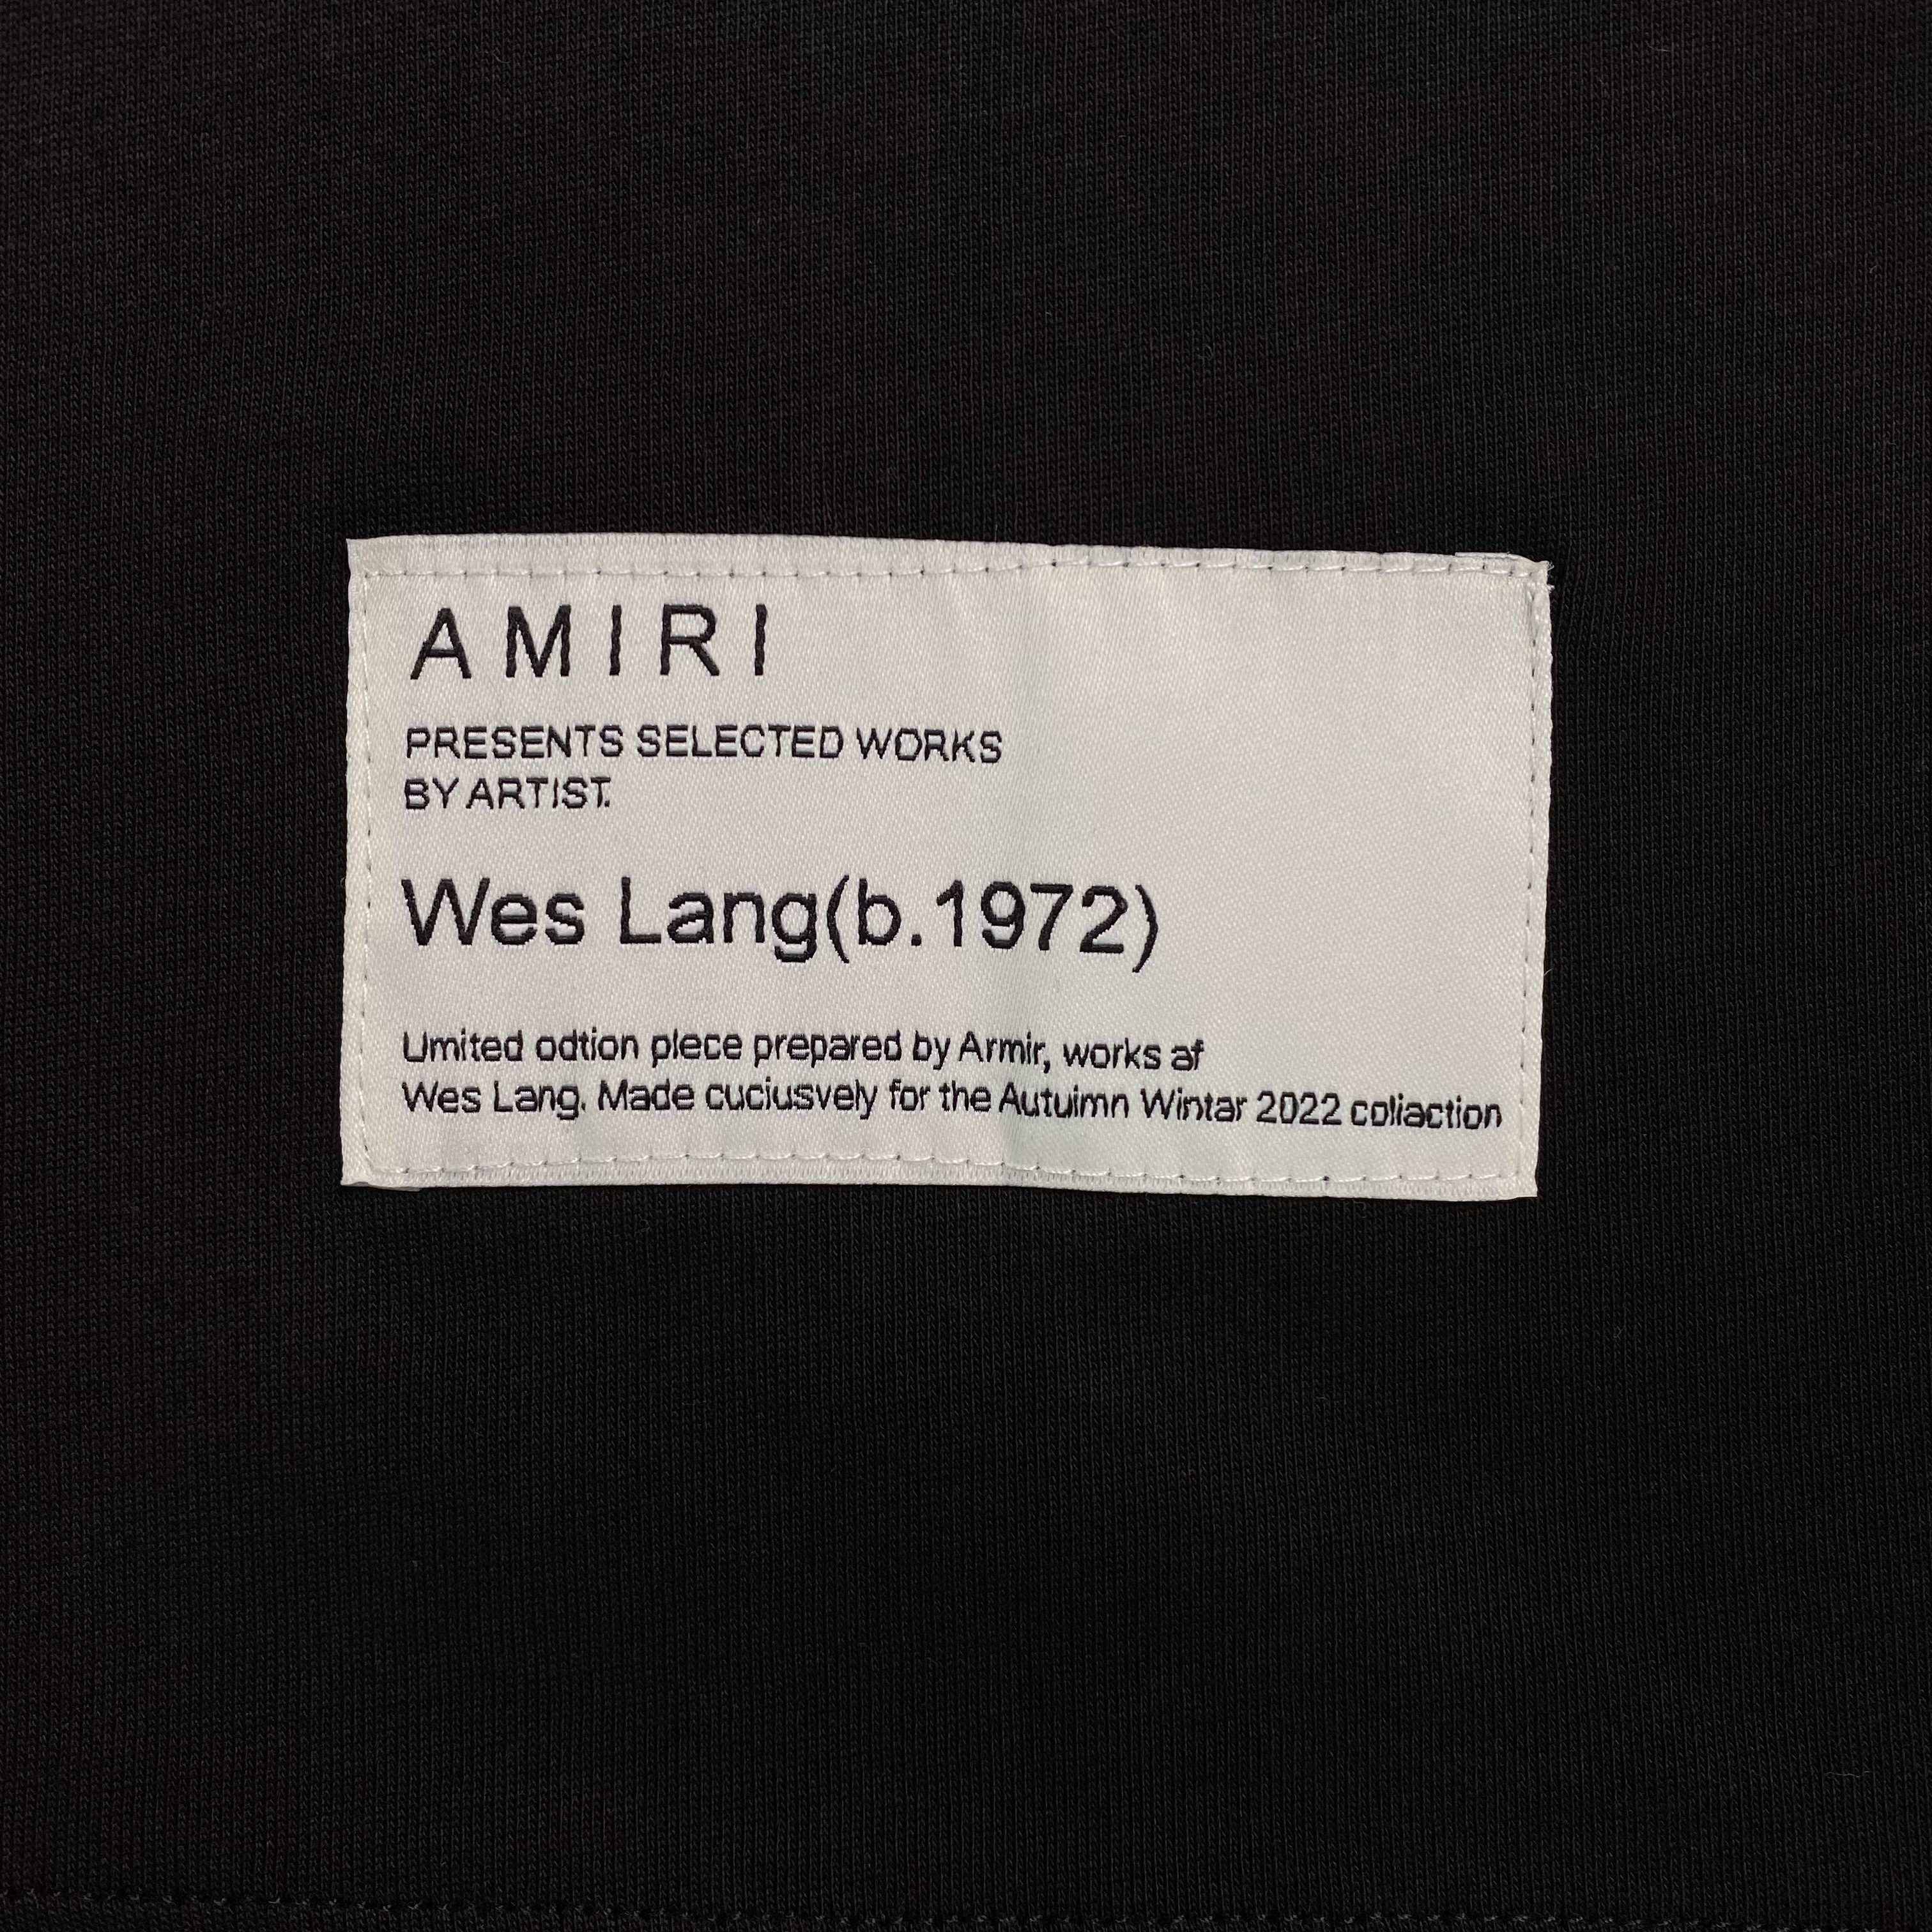 AMIRI
PRESENTS SELECTED WORKS
BY ARTIST.
Wes Lang(b.1972)
Umited odtion plece prepared by Armir, works af
Wes Lang. Made cuciusvely for the Autuimn Wintar 2022 coliaction